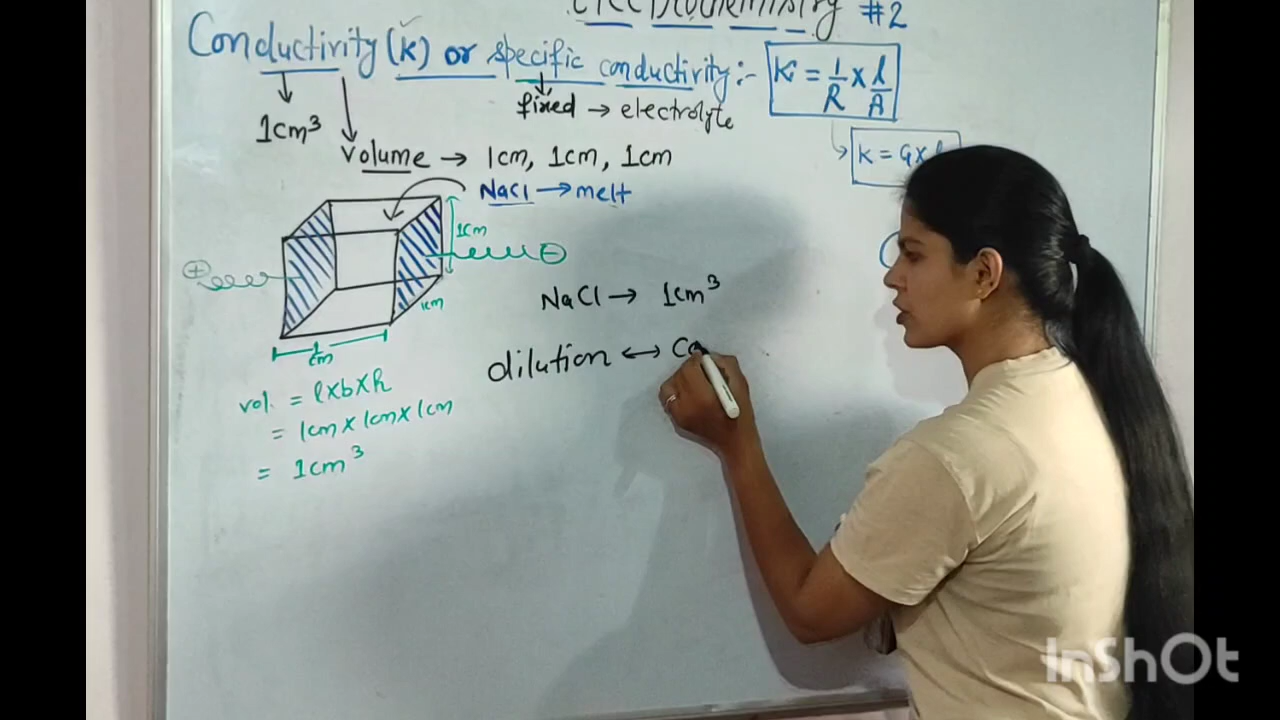 Electrochemistry #2
Conductivity (K) or specific conductivity:-
K = 1/R x l/A
1cm³
fixed → electrolyte
volume → 1cm, 1cm, 1cm
K = G x
NaCl → melt
1cm
+
-
1cm
1cm
NaCl → 1cm³
dilution ↔ Co
vol. = l x b x h
= 1cm x 1cm x 1cm
= 1cm³
InShOt